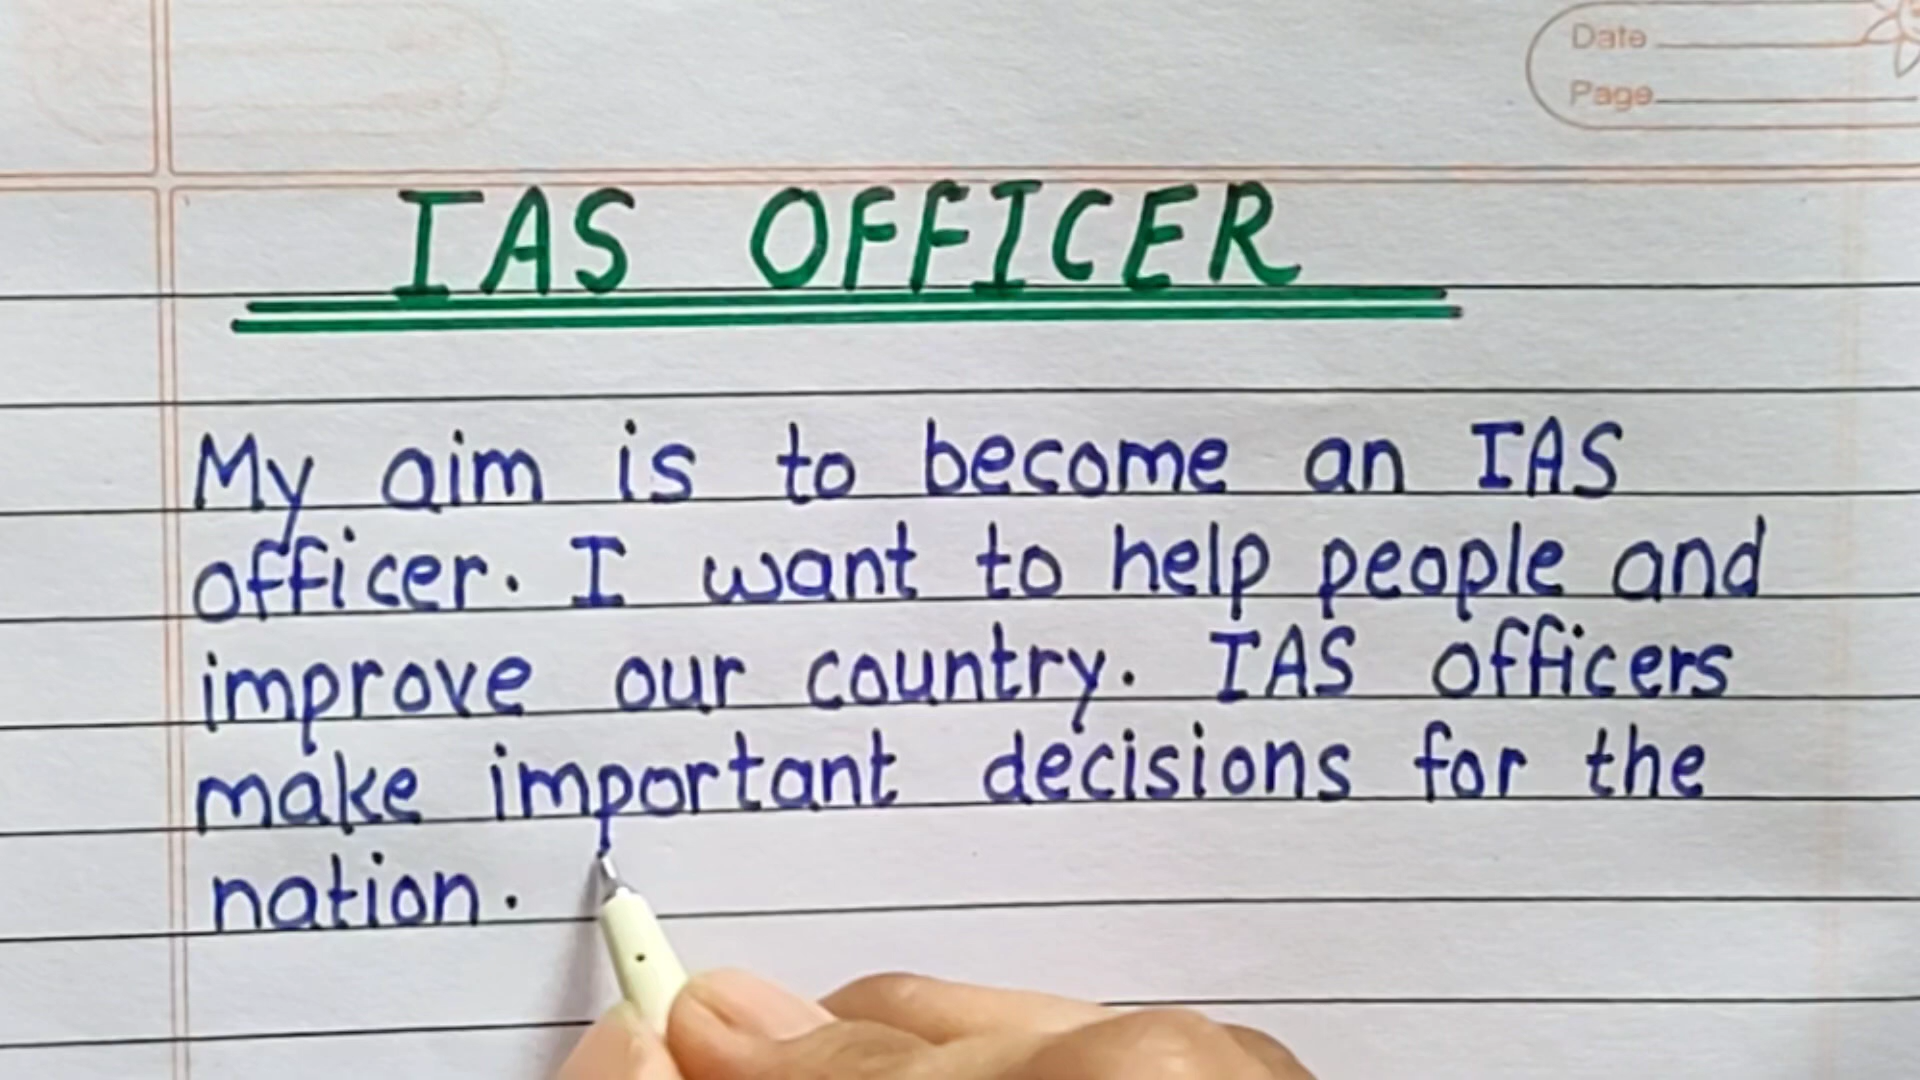 Date
Page
IAS OFFICER
My aim is to become an IAS
officer. I want to help people and
improve our country. IAS officers
make important decisions for the
nation.